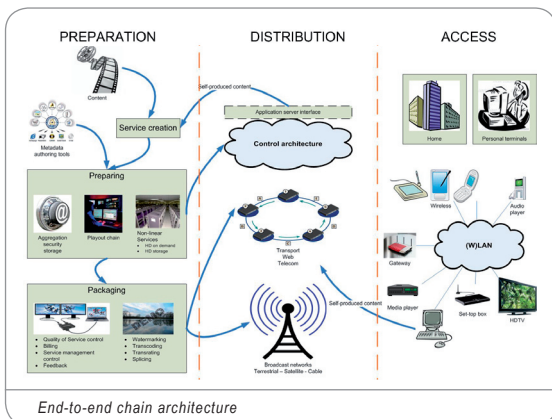 PREPARATION
DISTRIBUTION
ACCESS
Content
Self-produced content
Application server interface
Service creation
Control architecture
Metadata
authoring tools
Home
Personal terminals
Preparing
Aggregation
security
storage
Playout chain
Non-linear
Services
• HD on demand
• HD storage
Transport
Web
Telecom
Wireless
Audio
player
(W)LAN
Gateway
Self-produced content
Media player
Set-top box
HDTV
Packaging
• Quality of Service control
• Billing
• Service management
control
• Feedback
• Watermarking
• Transcoding
• Transrating
• Splicing
Broadcast networks
Terrestrial – Satellite - Cable
End-to-end chain architecture